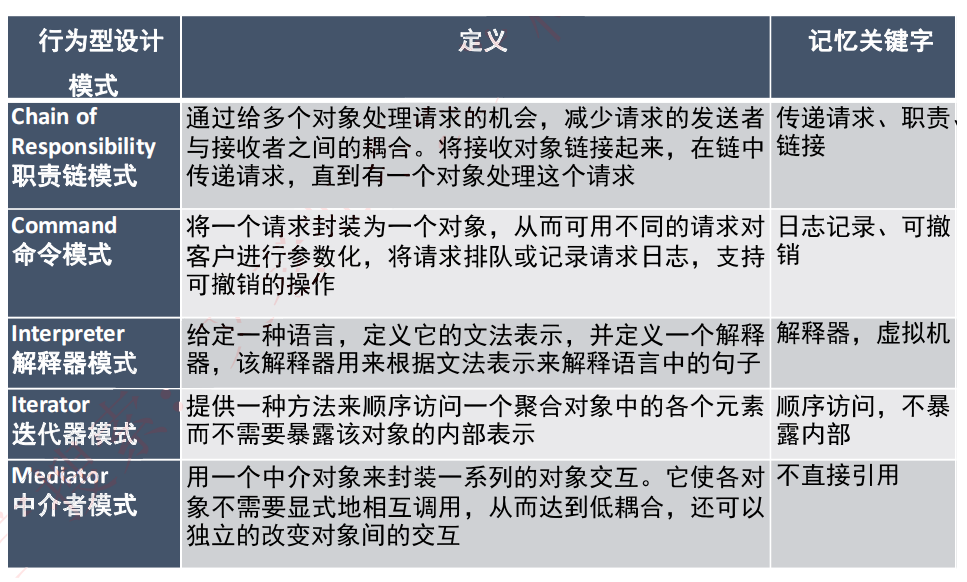 行为型设计
模式
定义
记忆关键字
Chain of
Responsibility
职责链模式
通过给多个对象处理请求的机会，减少请求的发送者
与接收者之间的耦合。将接收对象链接起来，在链中
传递请求，直到有一个对象处理这个请求
传递请求、职责、
链接
Command
命令模式
将一个请求封装为一个对象，从而可用不同的请求对
客户进行参数化，将请求排队或记录请求日志，支持
可撤销的操作
日志记录、可撤
销
Interpreter
解释器模式
给定一种语言，定义它的文法表示，并定义一个解释
器，该解释器用来根据文法表示来解释语言中的句子
解释器，虚拟机
Iterator
迭代器模式
提供一种方法来顺序访问一个聚合对象中的各个元素
而不需要暴露该对象的内部表示
顺序访问，不暴
露内部
Mediator
中介者模式
用一个中介对象来封装一系列的对象交互。它使各对
象不需要显式地相互调用，从而达到低耦合，还可以
独立的改变对象间的交互
不直接引用